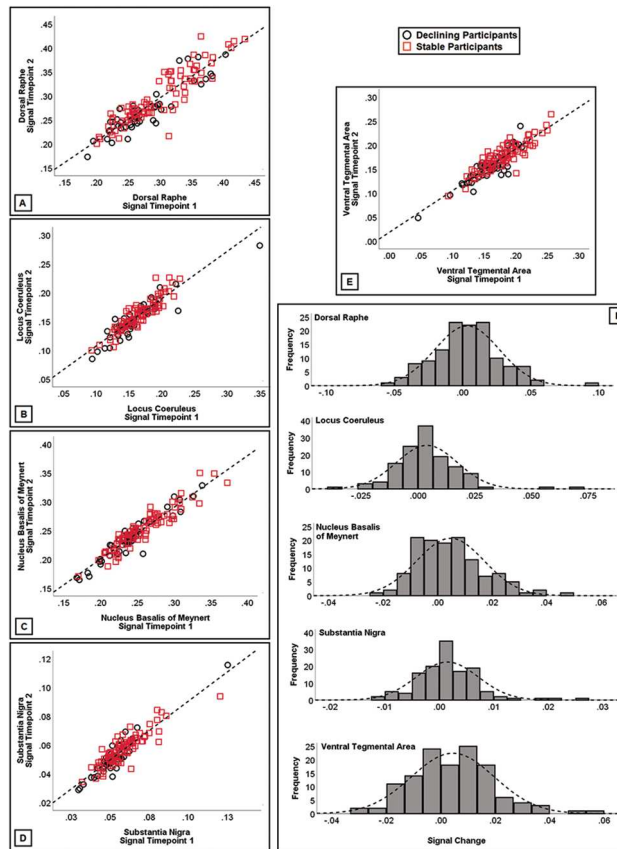 Declining Participants
Stable Participants
.45
.40
.35
.30
.25
.20
.15
Dorsal Raphe
Signal Timepoint 2
.15 .20 .25 .30 .35 .40 .45
Dorsal Raphe
Signal Timepoint 1
A
.30
.25
.20
.15
.10
.05
Locus Coeruleus
Signal Timepoint 2
.05 .10 .15 .20 .25 .30 .35
Locus Coeruleus
Signal Timepoint 1
B
.40
.35
.30
.25
.20
.15
Nucleus Basalis of Meynert
Signal Timepoint 2
.15 .20 .25 .30 .35 .40
Nucleus Basalis of Meynert
Signal Timepoint 1
C
.12
.10
.08
.06
.04
.02
Substantia Nigra
Signal Timepoint 2
.03 .05 .08 .10 .13
Substantia Nigra
Signal Timepoint 1
D
.30
.25
.20
.15
.10
.05
.00
Ventral Tegmental Area
Signal Timepoint 2
.00 .05 .10 .15 .20 .25 .30
Ventral Tegmental Area
Signal Timepoint 1
E
Dorsal Raphe
Frequency
25
20
15
10
5
0
-.10 -.05 .00 .05 .10
Locus Coeruleus
Frequency
40
30
20
10
0
-.025 .000 .025 .050 .075
Nucleus Basalis
of Meynert
Frequency
25
20
15
10
5
0
-.04 -.02 .00 .02 .04 .06
Substantia Nigra
Frequency
40
30
20
10
0
-.02 -.01 .00 .01 .02 .03
Ventral Tegmental Area
Frequency
25
20
15
10
5
0
-.04 -.02 .00 .02 .04 .06
Signal Change